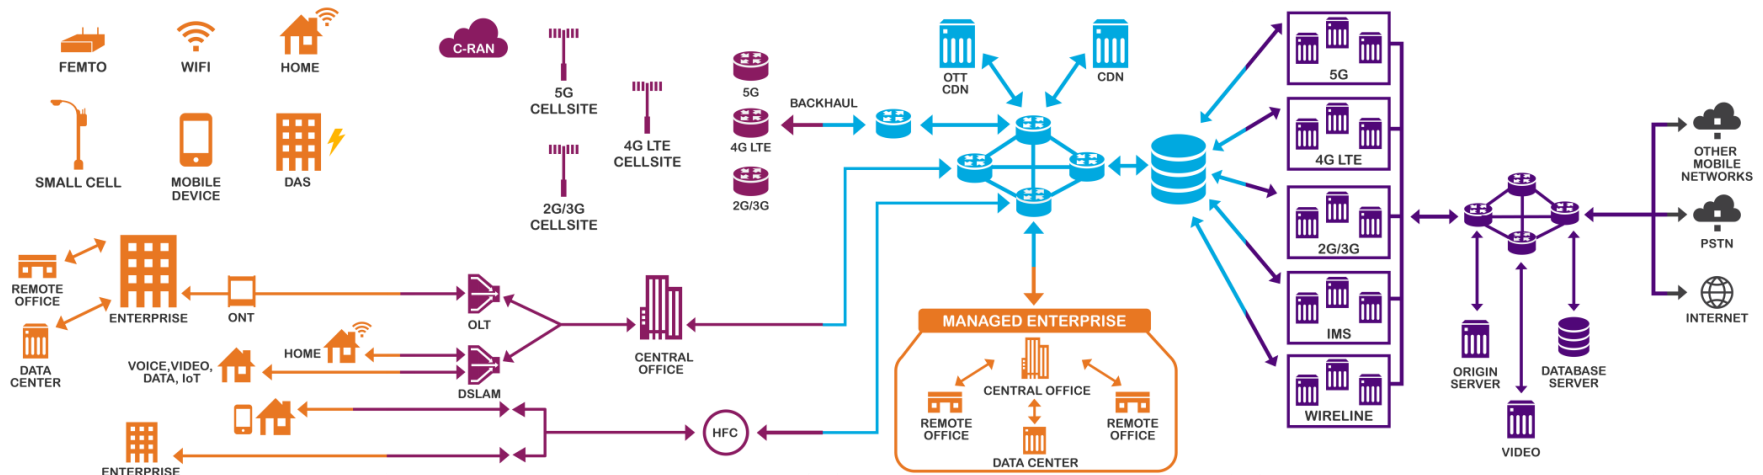 FEMTO
WIFI
HOME
SMALL CELL
MOBILE
DEVICE
DAS
C-RAN
5G
CELLSITE
4G LTE
CELLSITE
2G/3G
CELLSITE
5G
4G LTE
2G/3G
BACKHAUL
OTT
CDN
CDN
REMOTE
OFFICE
DATA
CENTER
ENTERPRISE
ONT
OLT
HOME
VOICE,VIDEO,
DATA, IoT
DSLAM
CENTRAL
OFFICE
ENTERPRISE
HFC
MANAGED ENTERPRISE
CENTRAL OFFICE
REMOTE
OFFICE
REMOTE
OFFICE
DATA CENTER
5G
4G LTE
2G/3G
IMS
WIRELINE
ORIGIN
SERVER
VIDEO
DATABASE
SERVER
OTHER
MOBILE
NETWORKS
PSTN
INTERNET